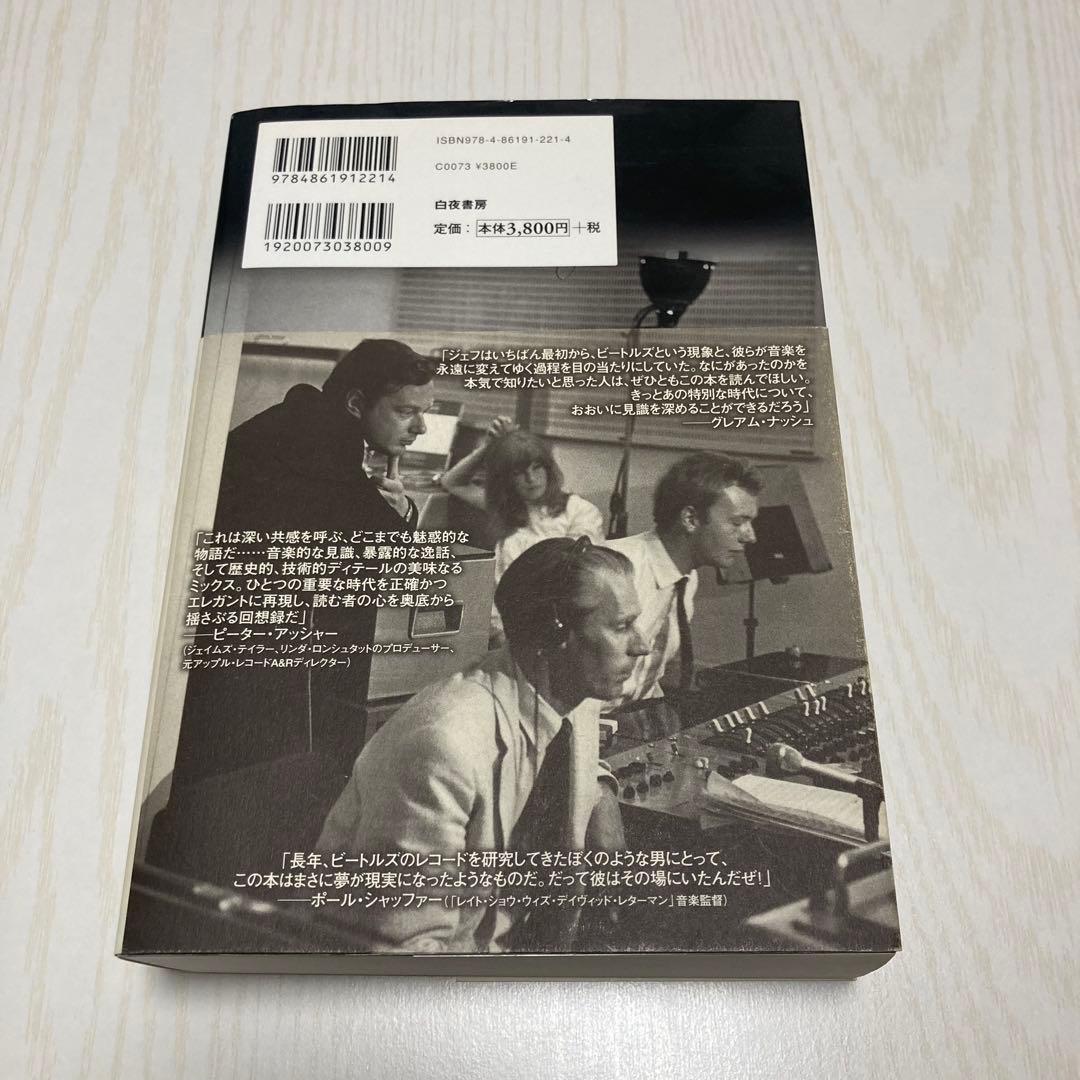 ISBN978-4-86191-221-4
9784861912214
C0073 ¥3800E
白夜書房
定価：本体3,800円+税
1920073038009
「ジェフはいちばん最初から、ビートルズという現象と、彼らが音楽を
永遠に変えてゆく過程を目の当たりにしていた。なにがあったのかを
本気で知りたいと思った人は、ぜひともこの本を読んでほしい。
きっとあの特別な時代について、
おおいに見識を深めることができるだろう」
──グレアム・ナッシュ
「これは深い共感を呼ぶ、どこまでも魅惑的な
物語だ……音楽的な見識、暴露的な逸話、
そして歴史的、技術的ディテールの美味なる
ミックス。ひとつの重要な時代を正確かつ
エレガントに再現し、読む者の心を奥底から
揺さぶる回想録だ」
──ピーター・アッシャー
（ジェイムズ・テイラー、リンダ・ロンシュタットのプロデューサー、
元アップル・レコードA&Rディレクター）
「長年、ビートルズのレコードを研究してきたぼくのような男にとって、
この本はまさに夢が現実になったようなものだ。だって彼はその場にいたんだぜ！」
──ポール・シャッファー（「レイト・ショウ・ウィズ・デイヴィッド・レターマン」音楽監督）